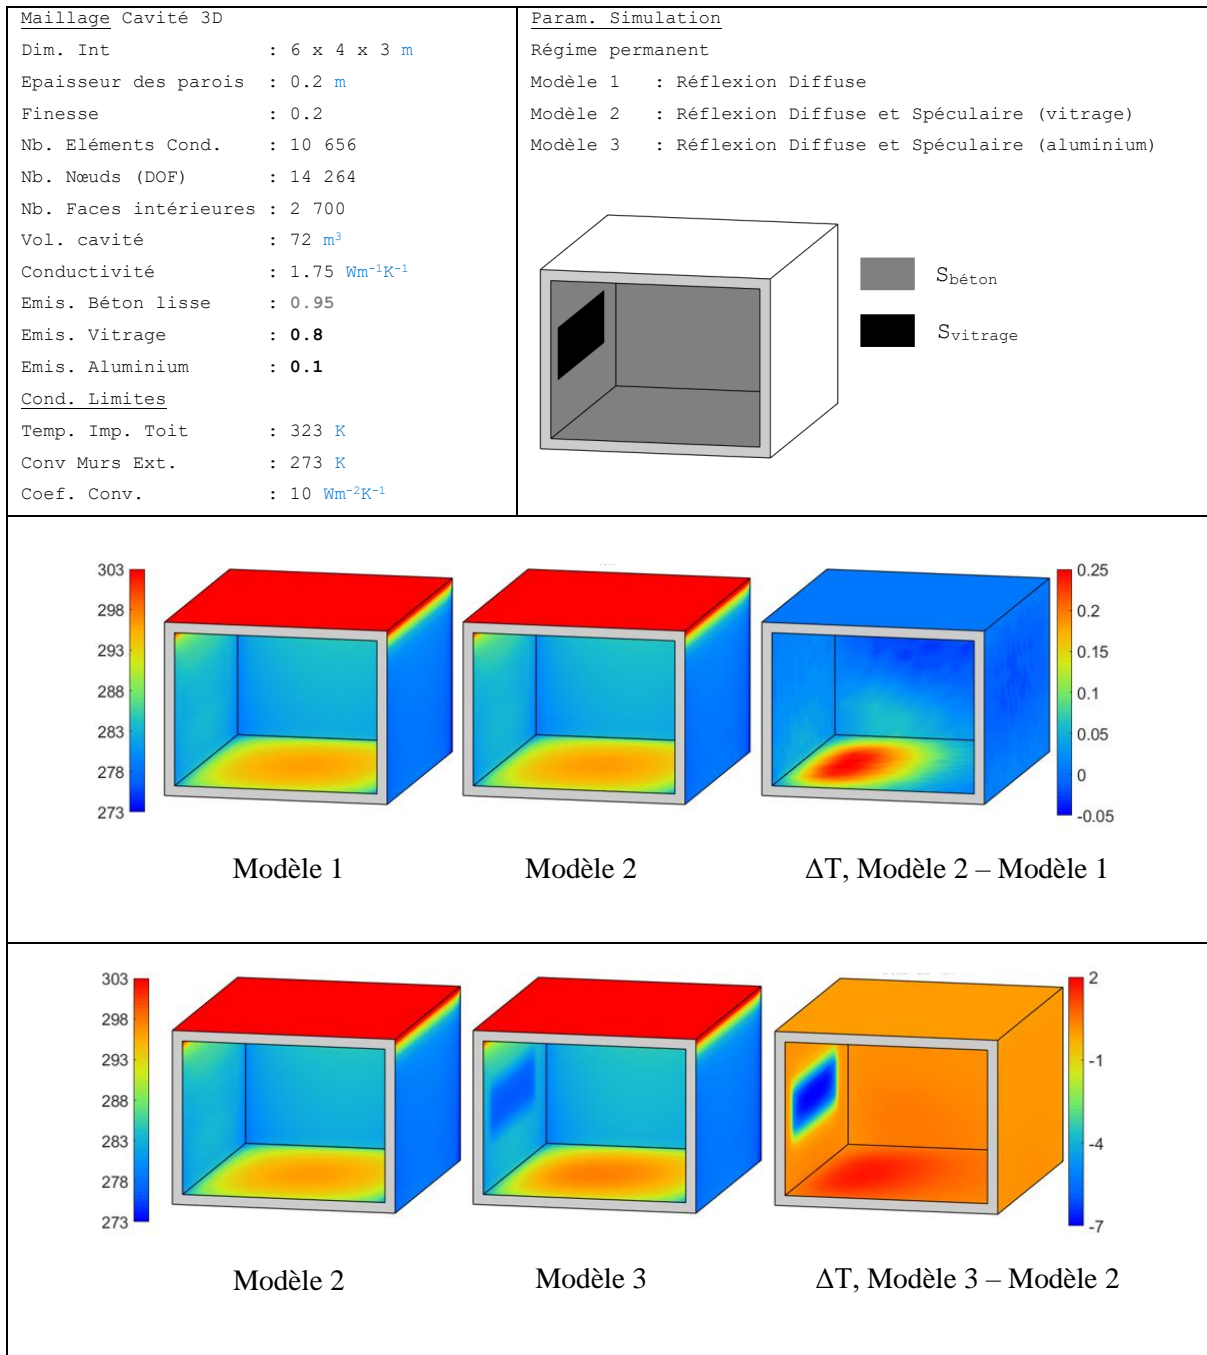 Maillage Cavité 3D
Dim. Int : 6 x 4 x 3 m
Epaisseur des parois : 0.2 m
Finesse : 0.2
Nb. Eléments Cond. : 10 656
Nb. Nœuds (DOF) : 14 264
Nb. Faces intérieures : 2 700
Vol. cavité : 72 m³
Conductivité : 1.75 Wm⁻¹K⁻¹
Emis. Béton lisse : 0.95
Emis. Vitrage : 0.8
Emis. Aluminium : 0.1
Cond. Limites
Temp. Imp. Toit : 323 K
Conv Murs Ext. : 273 K
Coef. Conv. : 10 Wm⁻²K⁻¹
Param. Simulation
Régime permanent
Modèle 1 : Réflexion Diffuse
Modèle 2 : Réflexion Diffuse et Spéculaire (vitrage)
Modèle 3 : Réflexion Diffuse et Spéculaire (aluminium)
Sbéton
Svitrage
303
298
293
288
283
278
273
0.25
0.2
0.15
0.1
0.05
0
-0.05
Modèle 1
Modèle 2
ΔT, Modèle 2 – Modèle 1
303
298
293
288
283
278
273
2
-1
-4
-7
Modèle 2
Modèle 3
ΔT, Modèle 3 – Modèle 2